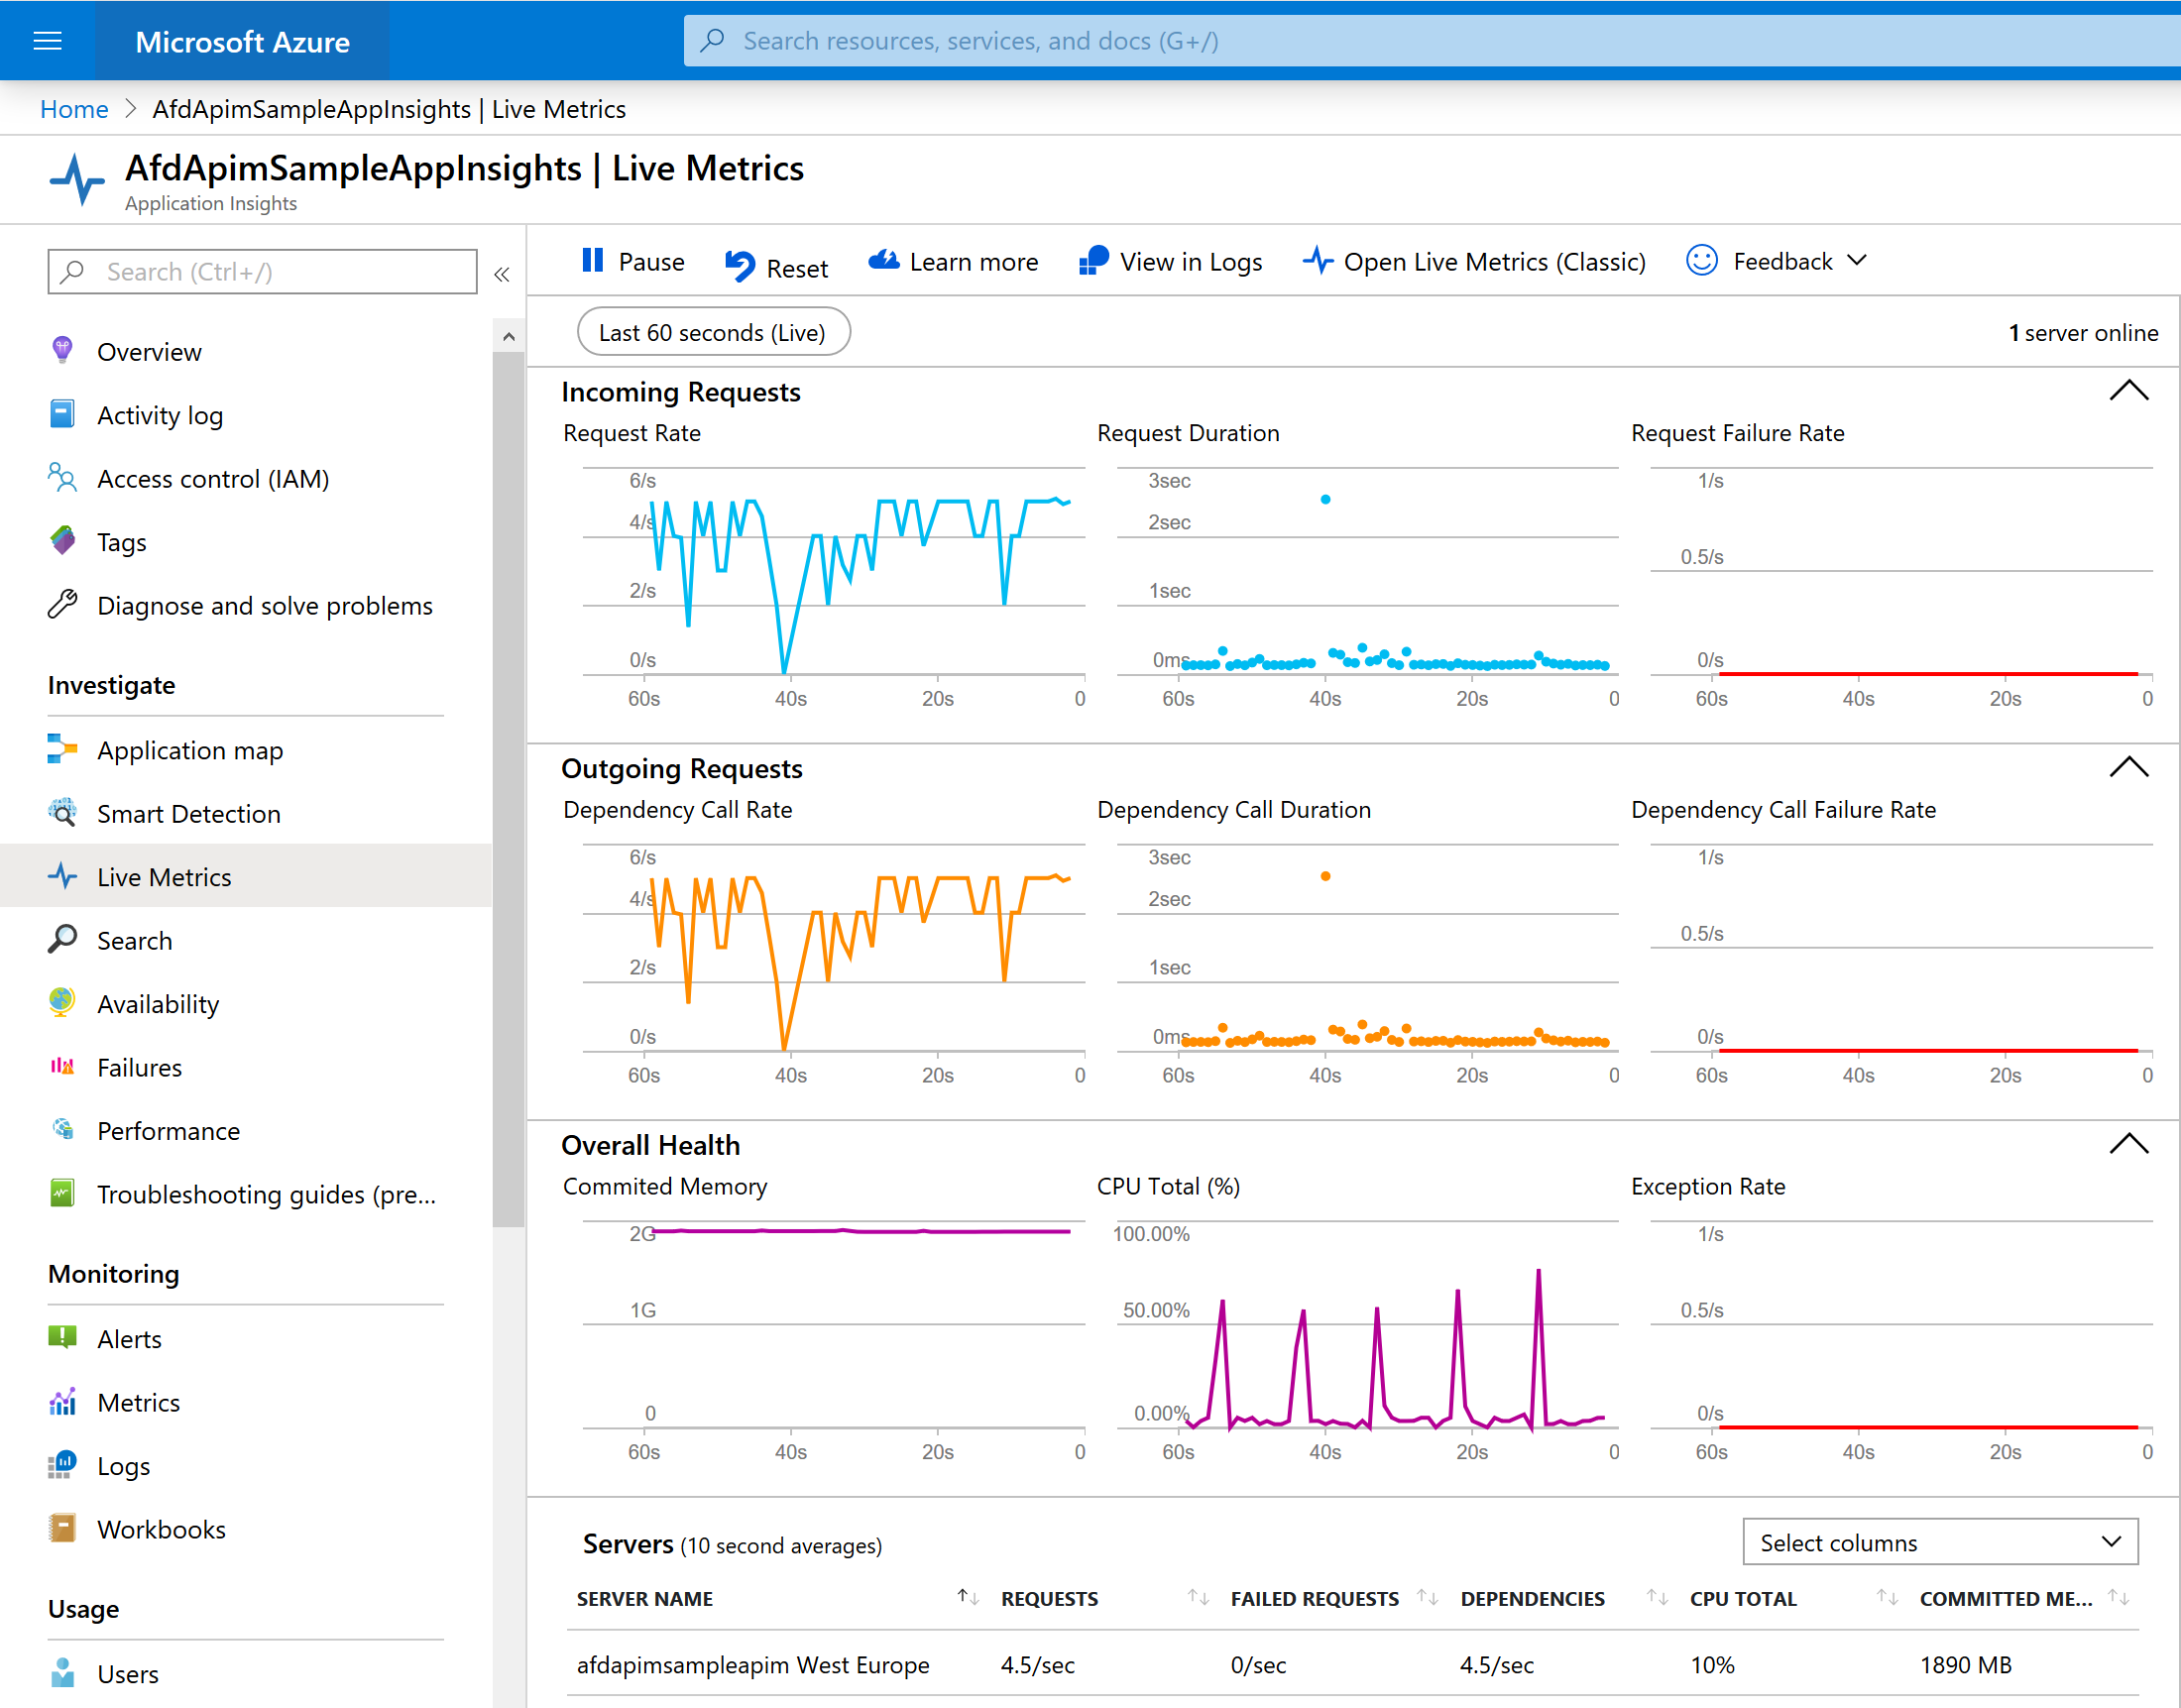 Microsoft Azure
Search resources, services, and docs (G+/)
Home > AfdApimSampleAppInsights | Live Metrics
AfdApimSampleAppInsights | Live Metrics
Application Insights
Search (Ctrl+/)
«
Overview
Activity log
Access control (IAM)
Tags
Diagnose and solve problems
Investigate
Application map
Smart Detection
Live Metrics
Search
Availability
Failures
Performance
Troubleshooting guides (pre...
Monitoring
Alerts
Metrics
Logs
Workbooks
Usage
Users
Pause Reset Learn more View in Logs Open Live Metrics (Classic) Feedback
Last 60 seconds (Live)
1 server online
Incoming Requests
Request Rate
6/s
4/s
2/s
0/s
60s 40s 20s 0
Request Duration
3sec
2sec
1sec
0ms
60s 40s 20s 0
Request Failure Rate
1/s
0.5/s
0/s
60s 40s 20s 0
Outgoing Requests
Dependency Call Rate
6/s
4/s
2/s
0/s
60s 40s 20s 0
Dependency Call Duration
3sec
2sec
1sec
0ms
60s 40s 20s 0
Dependency Call Failure Rate
1/s
0.5/s
0/s
60s 40s 20s 0
Overall Health
Commited Memory
2G
1G
0
60s 40s 20s 0
CPU Total (%)
100.00%
50.00%
0.00%
60s 40s 20s 0
Exception Rate
1/s
0.5/s
0/s
60s 40s 20s 0
Servers (10 second averages)
Select columns
SERVER NAME REQUESTS FAILED REQUESTS DEPENDENCIES CPU TOTAL COMMITTED ME...
afdapimsampleapim West Europe 4.5/sec 0/sec 4.5/sec 10% 1890 MB